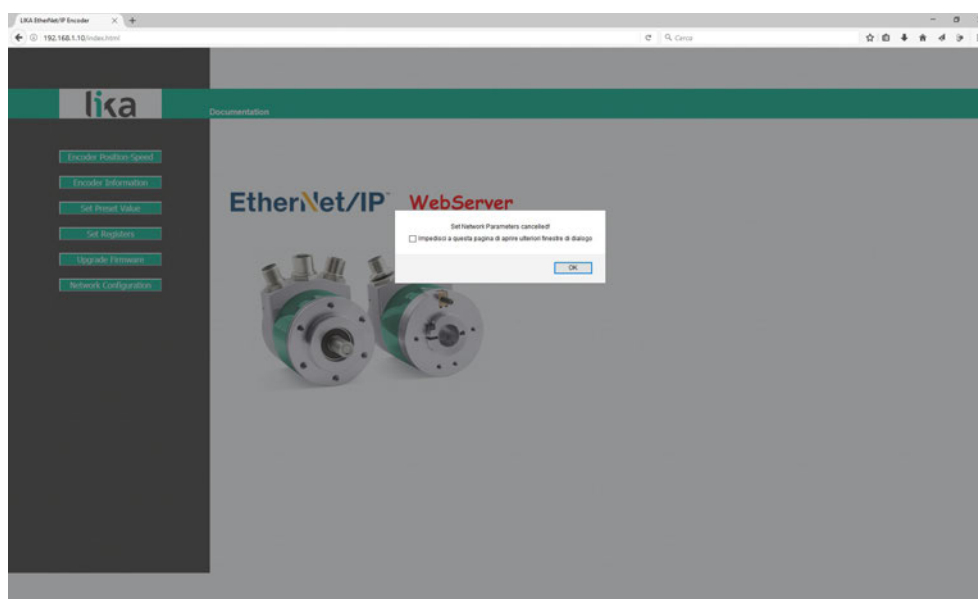 LIKA EtherNet/IP Encoder
192.168.1.10/index.html
Cerca
lika
Documentation
Encoder Position-Speed
Encoder Information
Set Preset Value
Set Registers
Upgrade Firmware
Network Configuration
EtherNet/IP
WebServer
Set Network Parameters cancelled!
Impedisci a questa pagina di aprire ulteriori finestre di dialogo
OK